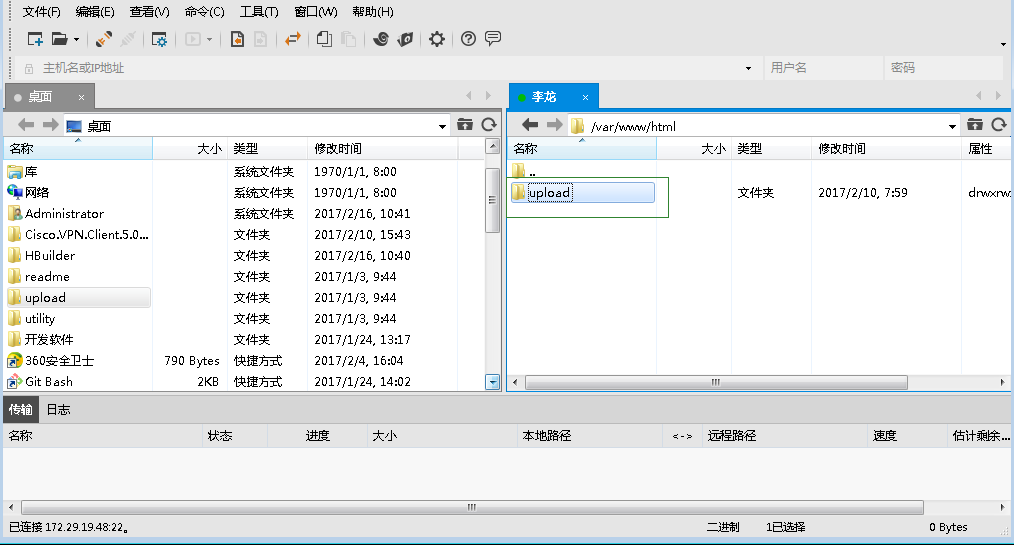 文件(F) 编辑(E) 查看(V) 命令(C) 工具(T) 窗口(W) 帮助(H)
主机名或IP地址 用户名 密码
桌面 × 李龙 ×
桌面 /var/www/html
名称 大小 类型 修改时间 名称 大小 类型 修改时间 属性
库 系统文件夹 1970/1/1, 8:00 ..
网络 系统文件夹 1970/1/1, 8:00 upload 文件夹 2017/2/10, 7:59 drwxrwx
Administrator 系统文件夹 2017/2/16, 10:41
Cisco.VPN.Client.5.0... 文件夹 2017/2/10, 15:43
HBuilder 文件夹 2017/2/16, 10:40
readme 文件夹 2017/1/3, 9:44
upload 文件夹 2017/1/3, 9:44
utility 文件夹 2017/1/3, 9:44
开发软件 文件夹 2017/1/24, 13:17
360安全卫士 790 Bytes 快捷方式 2017/2/4, 16:04
Git Bash 2KB 快捷方式 2017/1/24, 14:02
传输 日志
名称 状态 进度 大小 本地路径 <-> 远程路径 速度 估计剩余...
已连接 172.29.19.48:22。 二进制 1已选择 0 Bytes